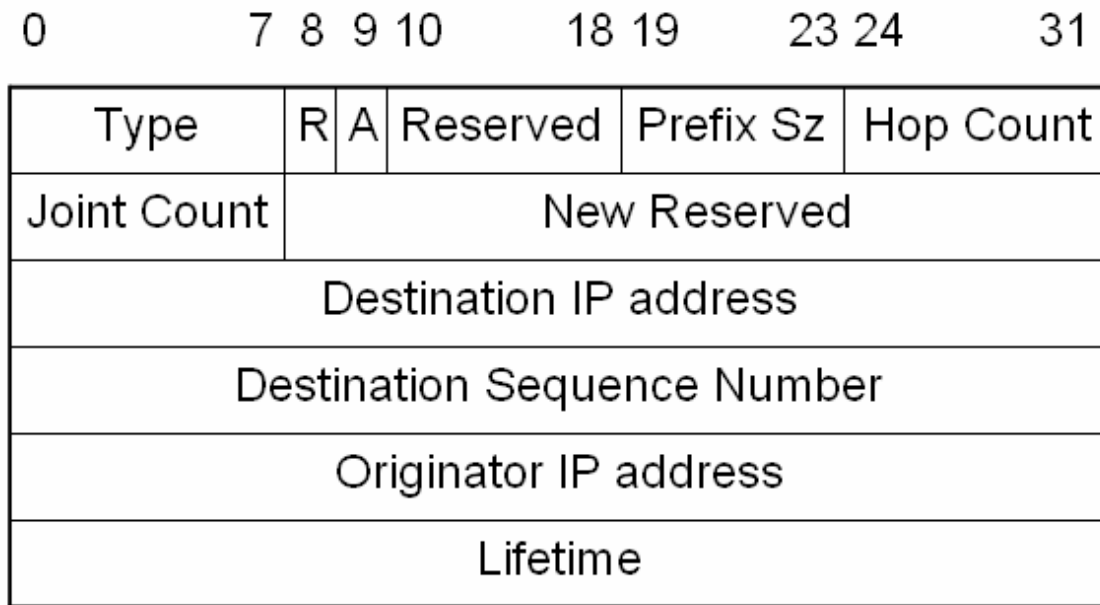 0 7 8 9 10 18 19 23 24 31
Type R A Reserved Prefix Sz Hop Count
Joint Count New Reserved
Destination IP address
Destination Sequence Number
Originator IP address
Lifetime